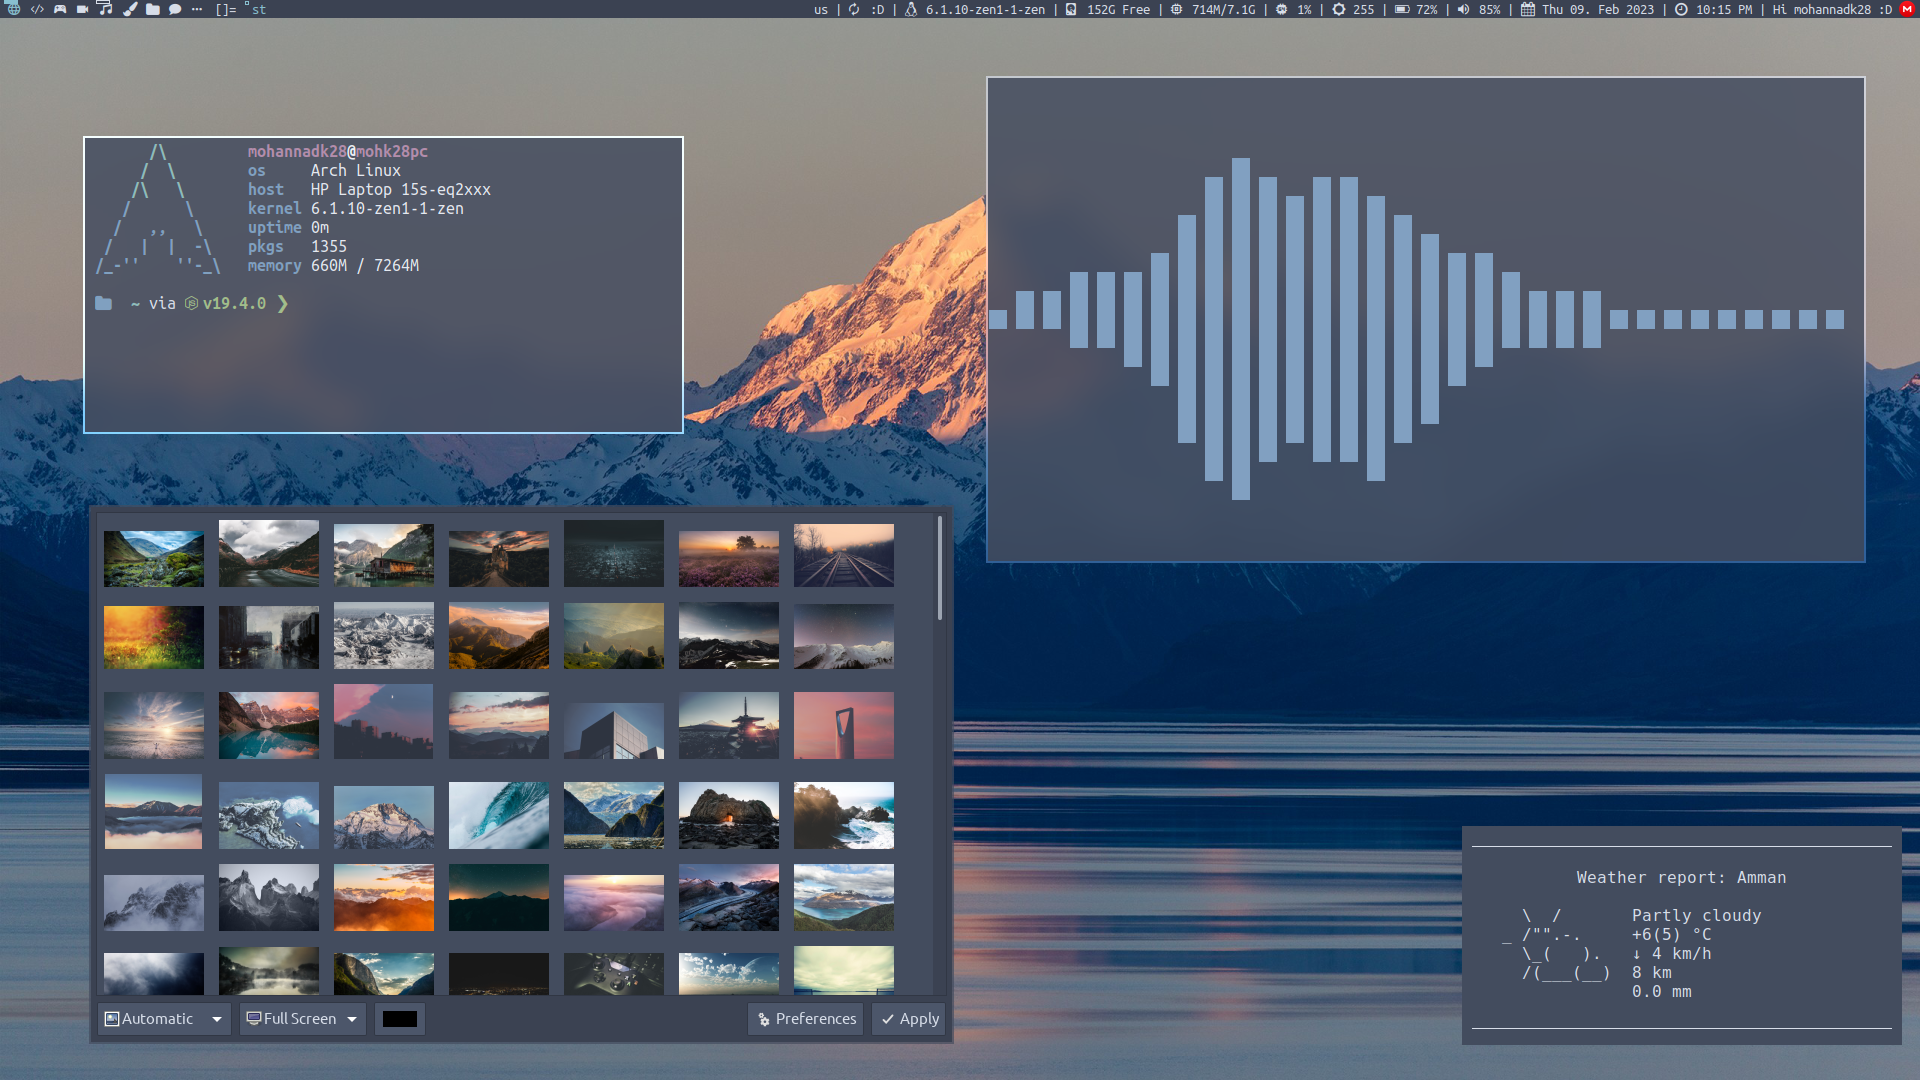 []= st
us | :D | 6.1.10-zen1-1-zen | 152G Free | 714M/7.1G | 1% | 255 | 72% | 85% | Thu 09. Feb 2023 | 10:15 PM | Hi mohannadk28 :D
mohannadk28@mohk28pc
os Arch Linux
host HP Laptop 15s-eq2xxx
kernel 6.1.10-zen1-1-zen
uptime 0m
pkgs 1355
memory 660M / 7264M
~ via v19.4.0 ❯
Automatic Full Screen Preferences Apply
Weather report: Amman
Partly cloudy
+6(5) °C
↓ 4 km/h
8 km
0.0 mm